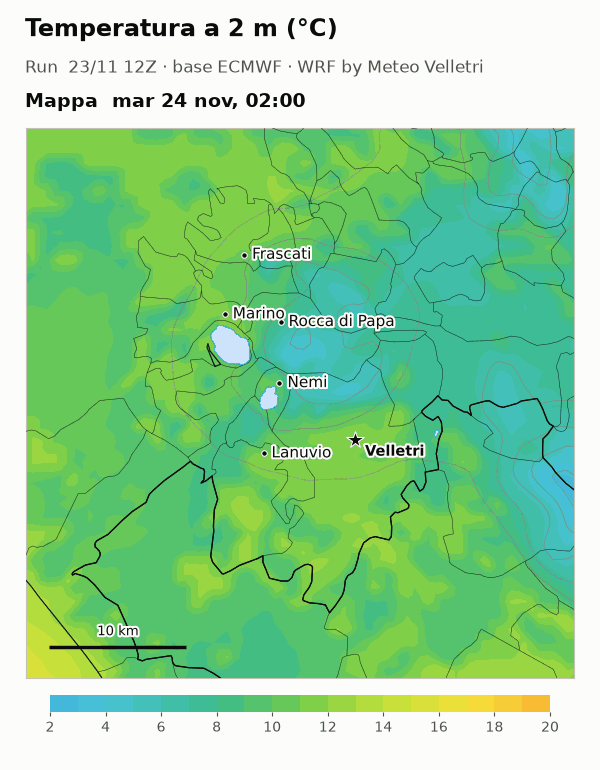 Temperatura a 2 m (°C)
Run  23/11 12Z · base ECMWF · WRF by Meteo Velletri
Mappa  mar 24 nov, 02:00
Frascati
Marino
Rocca di Papa
Nemi
Velletri
Lanuvio
10 km
2 4 6 8 10 12 14 16 18 20